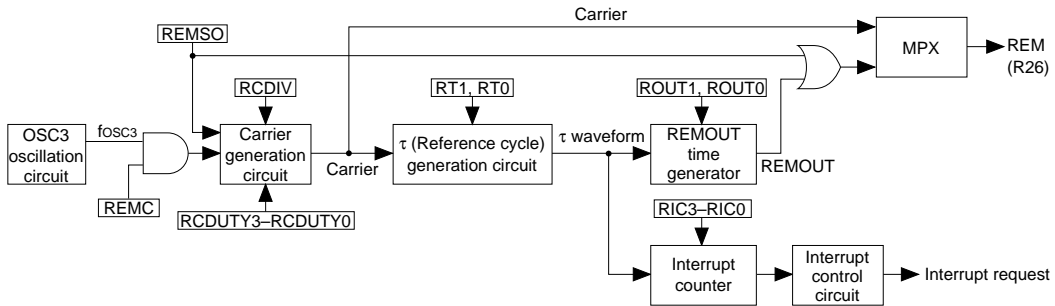 Carrier
REMSO
MPX
REM
(R26)
RCDIV
RT1, RT0
ROUT1, ROUT0
OSC3
oscillation
circuit
fOSC3
Carrier
generation
circuit
Carrier
τ (Reference cycle)
generation circuit
τ waveform
REMOUT
time
generator
REMOUT
REMC
RCDUTY3–RCDUTY0
RIC3–RIC0
Interrupt
counter
Interrupt
control
circuit
Interrupt request